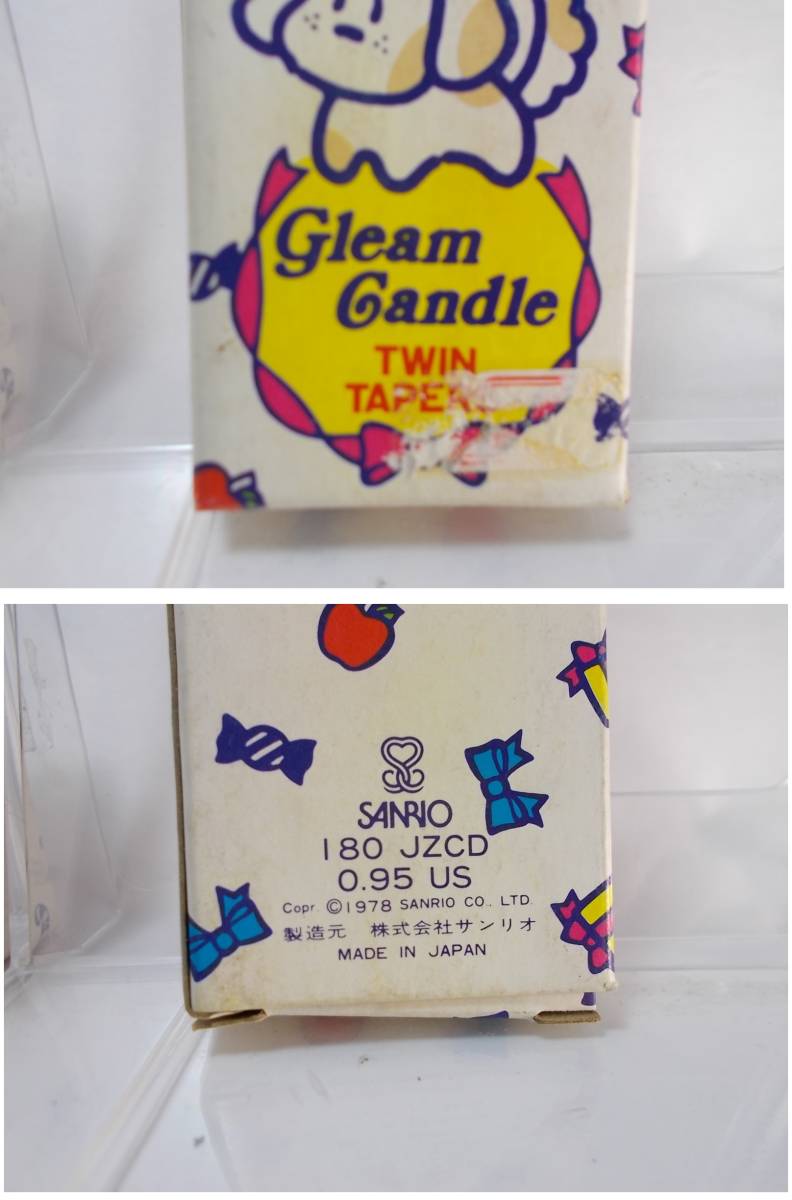 Gleam
Candle
TWIN
TAPERS
SANRIO
180 JZCD
0.95 US
Copr. ©1978 SANRIO CO., LTD.
製造元 株式会社サンリオ
MADE IN JAPAN